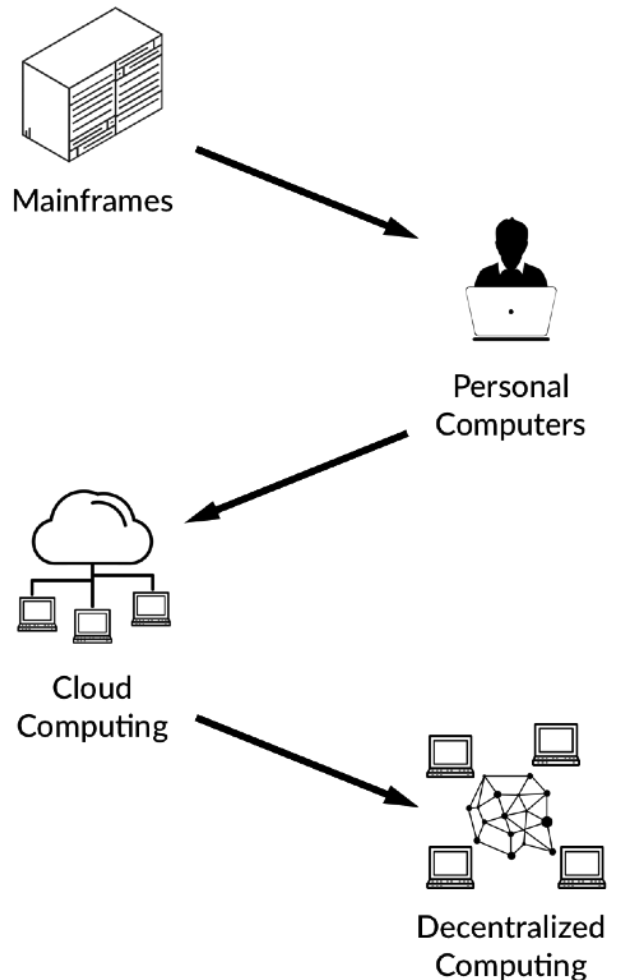 Mainframes
Personal
Computers
Cloud
Computing
Decentralized
Computing